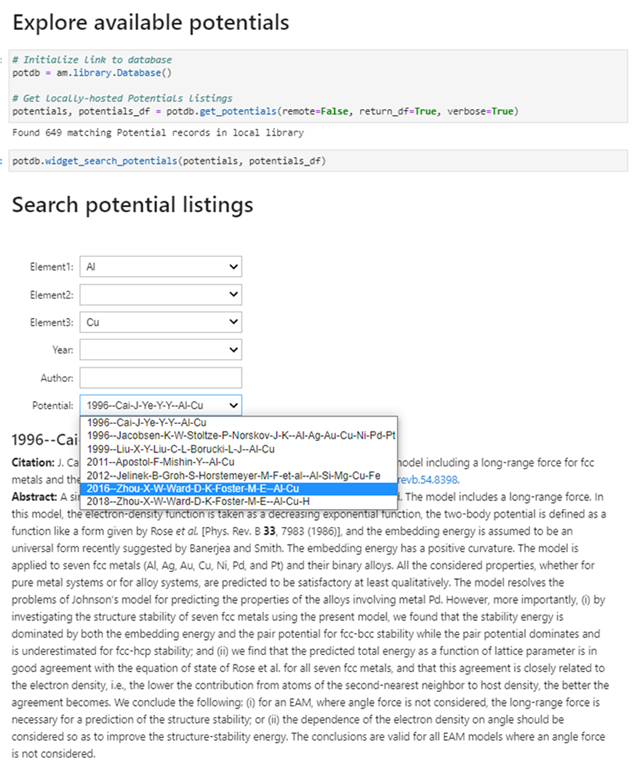 Explore available potentials
: # Initialize link to database
potdb = am.library.Database()
# Get locally-hosted Potentials listings
potentials, potentials_df = potdb.get_potentials(remote=False, return_df=True, verbose=True)
Found 649 matching Potential records in local library
: potdb.widget_search_potentials(potentials, potentials_df)
Search potential listings
Element1: Al
Element2:
Element3: Cu
Year:
Author:
Potential: 1996--Cai-J-Ye-Y-Y--Al-Cu
1996--Cai-J-Ye-Y-Y--Al-Cu
1996--Jacobsen-K-W-Stoltze-P-Norskov-J-K--Al-Ag-Au-Cu-Ni-Pd-Pt
1999--Liu-X-Y-Liu-C-L-Borucki-L-J--Al-Cu
2011--Apostol-F-Mishin-Y--Al-Cu
2012--Jelinek-B-Groh-S-Horstemeyer-M-F-et-al--Al-Si-Mg-Cu-Fe
2016--Zhou-X-W-Ward-D-K-Foster-M-E--Al-Cu
2018--Zhou-X-W-Ward-D-K-Foster-M-E--Al-Cu-H
1996--Cai
Citation: J. Ca model including a long-range force for fcc
metals and the revb.54.8398.
Abstract: A si . The model includes a long-range force. In
this model, the electron-density function is taken as a decreasing exponential function, the two-body potential is defined as a
function like a form given by Rose et al. [Phys. Rev. B 33, 7983 (1986)], and the embedding energy is assumed to be an
universal form recently suggested by Banerjea and Smith. The embedding energy has a positive curvature. The model is
applied to seven fcc metals (Al, Ag, Au, Cu, Ni, Pd, and Pt) and their binary alloys. All the considered properties, whether for
pure metal systems or for alloy systems, are predicted to be satisfactory at least qualitatively. The model resolves the
problems of Johnson's model for predicting the properties of the alloys involving metal Pd. However, more importantly, (i) by
investigating the structure stability of seven fcc metals using the present model, we found that the stability energy is
dominated by both the embedding energy and the pair potential for fcc-bcc stability while the pair potential dominates and
is underestimated for fcc-hcp stability; and (ii) we find that the predicted total energy as a function of lattice parameter is in
good agreement with the equation of state of Rose et al. for all seven fcc metals, and that this agreement is closely related to
the electron density, i.e., the lower the contribution from atoms of the second-nearest neighbor to host density, the better the
agreement becomes. We conclude the following: (i) for an EAM, where angle force is not considered, the long-range force is
necessary for a prediction of the structure stability; or (ii) the dependence of the electron density on angle should be
considered so as to improve the structure-stability energy. The conclusions are valid for all EAM models where an angle force
is not considered.